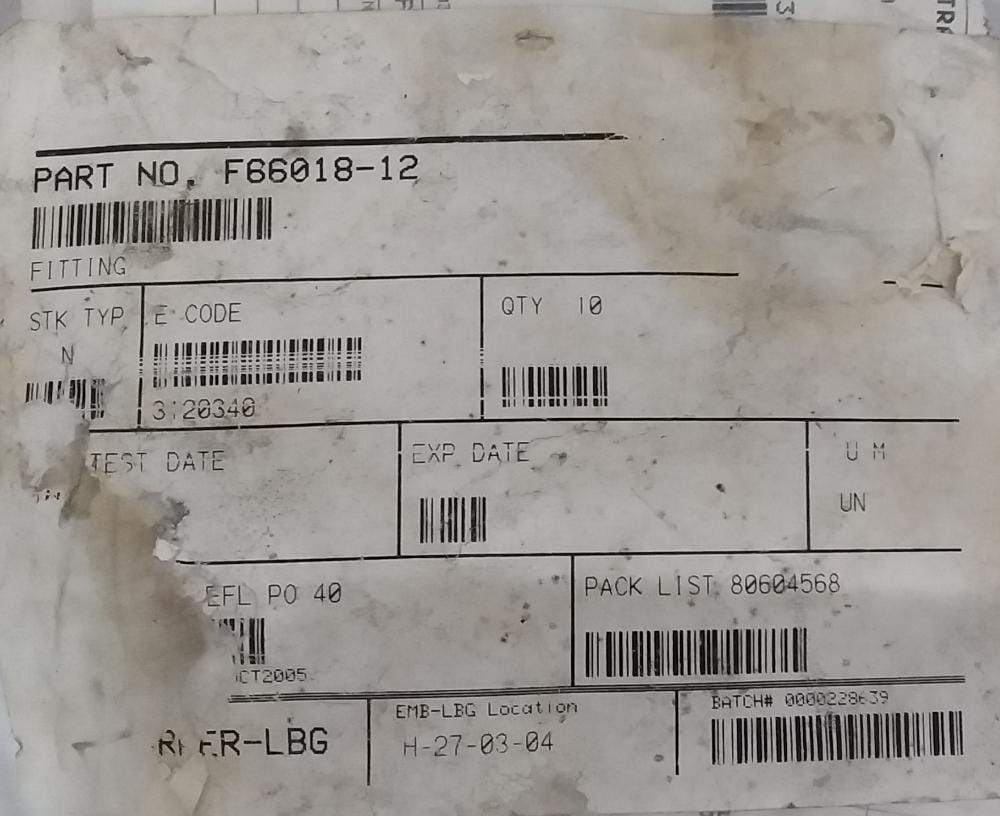 PART NO. F66018-12
FITTING
STK TYP
E CODE
QTY 10
N
3120340
TEST DATE
EXP DATE
U M
UN
EFL PO 40
PACK LIST 80604568
CT2005
EMB-LBG Location
BATCH# 0000228639
ER-LBG
H-27-03-04